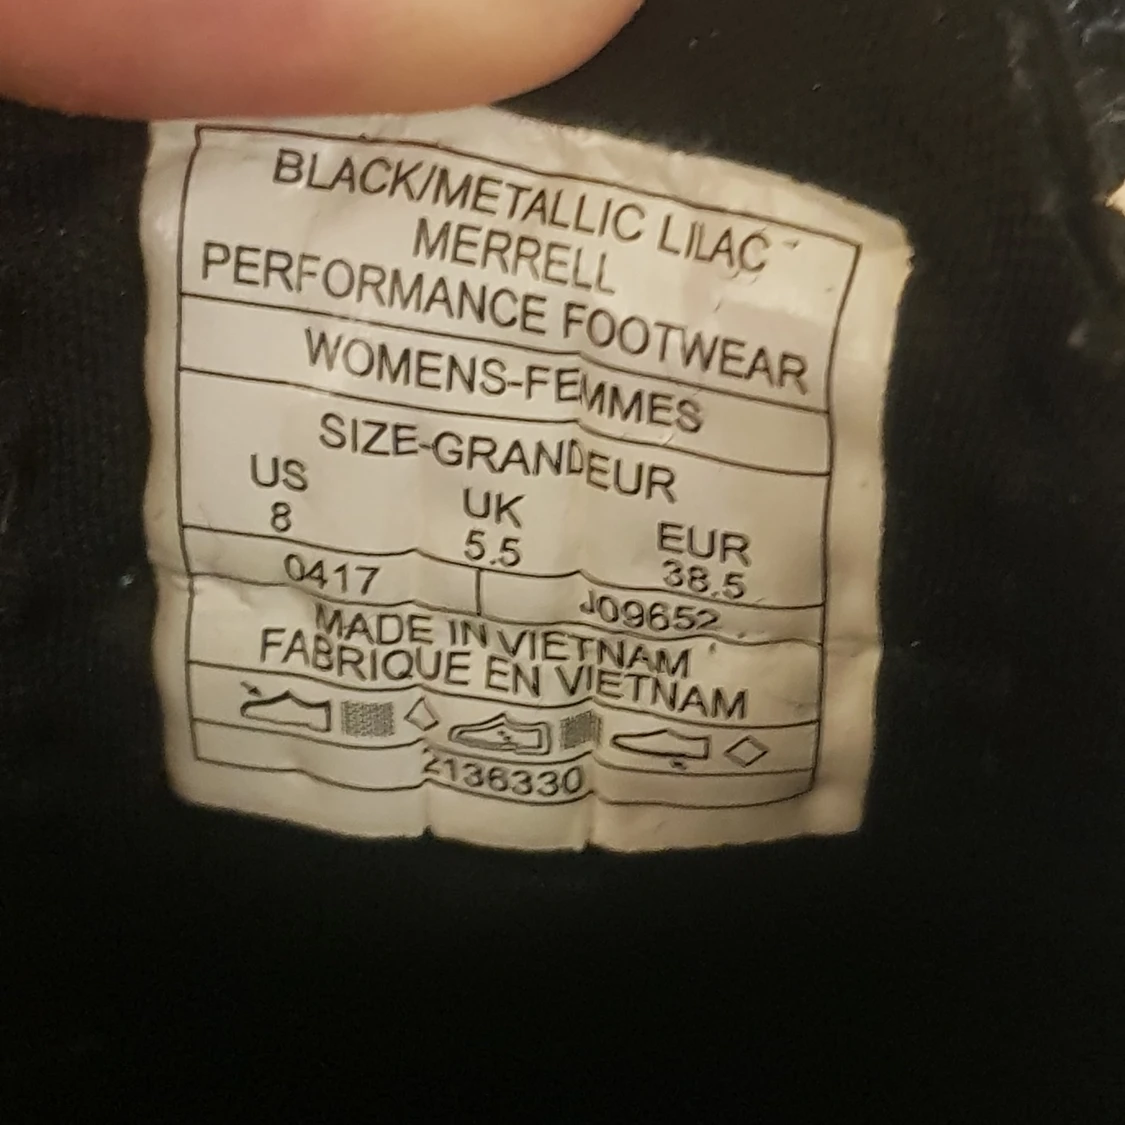 BLACK/METALLIC LILAC
MERRELL
PERFORMANCE FOOTWEAR
WOMENS-FEMMES
SIZE-GRANDEUR
US UK EUR
8 5.5 38.5
0417 J09652
MADE IN VIETNAM
FABRIQUE EN VIETNAM
2136330